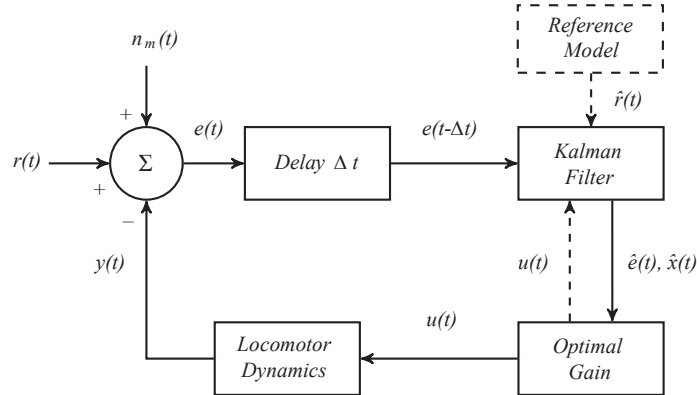 Reference
Model
n_m(t)
r̂(t)
+
e(t)
e(t-Δt)
r(t)
Σ
Delay Δ t
Kalman
Filter
+
−
y(t)
u(t)
ê(t), x̂(t)
u(t)
Locomotor
Dynamics
Optimal
Gain